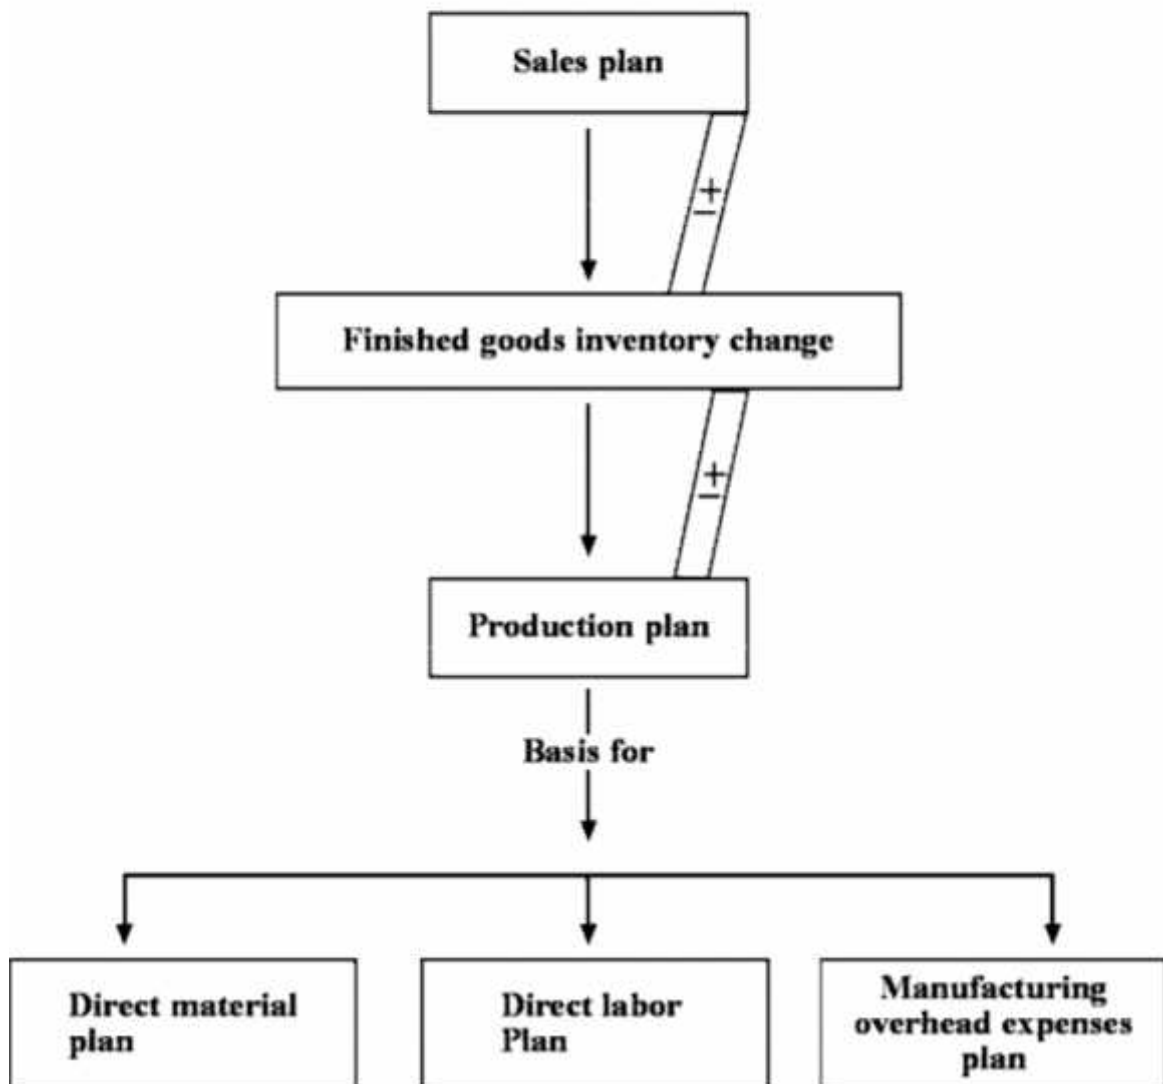 Sales plan
+
−
Finished goods inventory change
+
−
Production plan
Basis for
Direct material
plan
Direct labor
Plan
Manufacturing
overhead expenses
plan